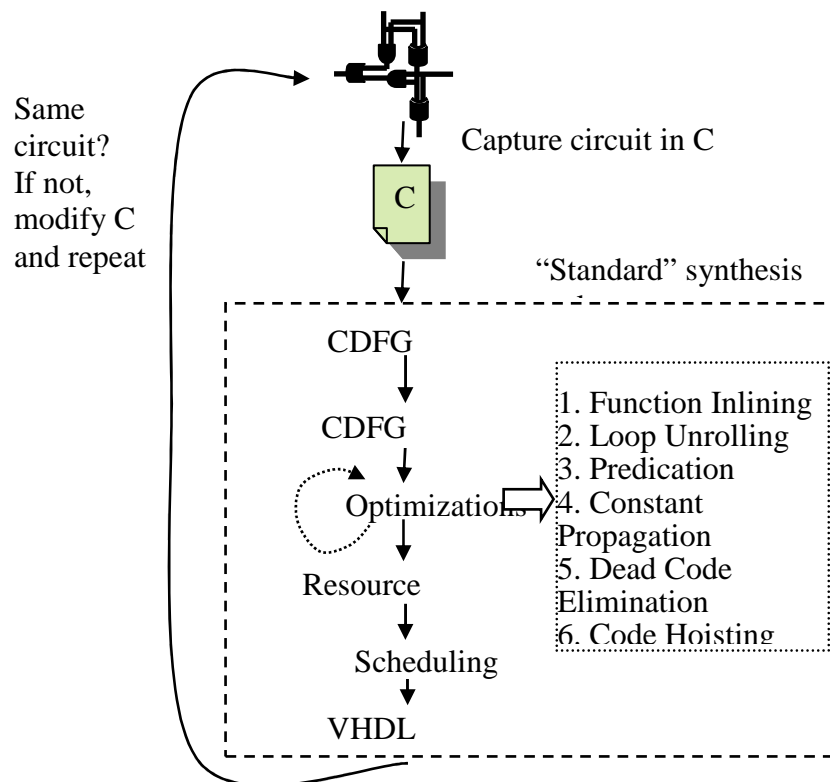 Same
circuit?
If not,
modify C
and repeat
Capture circuit in C
C
“Standard” synthesis
CDFG
CDFG
Optimizations
Resource
Scheduling
VHDL
1. Function Inlining
2. Loop Unrolling
3. Predication
4. Constant
Propagation
5. Dead Code
Elimination
6. Code Hoisting